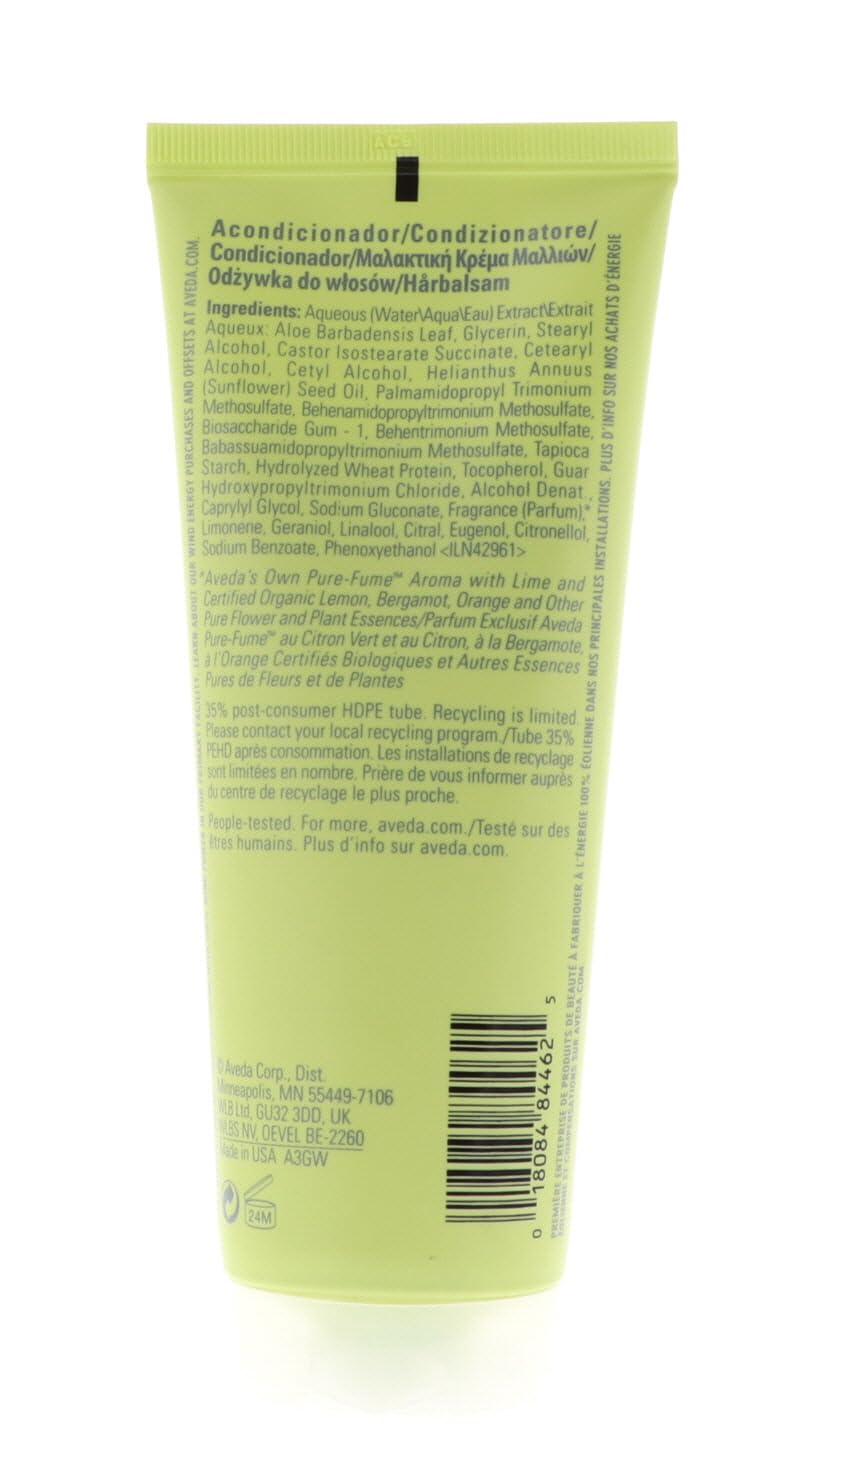 Acondicionador/Condizionatore/
Condicionador/Μαλακτική Κρέμα Μαλλιών/
Odżywka do włosów/Hårbalsam
Ingredients: Aqueous (Water\Aqua\Eau) Extract\Extrait
Aqueux: Aloe Barbadensis Leaf, Glycerin, Stearyl
Alcohol, Castor Isostearate Succinate, Cetearyl
Alcohol, Cetyl Alcohol, Helianthus Annuus
(Sunflower) Seed Oil, Palmamidopropyl Trimonium
Methosulfate, Behenamidopropyltrimonium Methosulfate,
Biosaccharide Gum - 1, Behentrimonium Methosulfate,
Babassuamidopropyltrimonium Methosulfate, Tapioca
Starch, Hydrolyzed Wheat Protein, Tocopherol, Guar
Hydroxypropyltrimonium Chloride, Alcohol Denat.,
Caprylyl Glycol, Sodium Gluconate, Fragrance (Parfum),*
Limonene, Geraniol, Linalool, Citral, Eugenol, Citronellol,
Sodium Benzoate, Phenoxyethanol <ILN42961>
*Aveda's Own Pure-Fume™ Aroma with Lime and
Certified Organic Lemon, Bergamot, Orange and Other
Pure Flower and Plant Essences/Parfum Exclusif Aveda
Pure-Fume™ au Citron Vert et au Citron, à la Bergamote,
à l'Orange Certifiés Biologiques et Autres Essences
Pures de Fleurs et de Plantes
35% post-consumer HDPE tube. Recycling is limited.
Please contact your local recycling program./Tube 35%
PEHD après consommation. Les installations de recyclage
sont limitées en nombre. Prière de vous informer auprès
du centre de recyclage le plus proche.
People-tested. For more, aveda.com./Testé sur des
êtres humains. Plus d'info sur aveda.com.
© Aveda Corp., Dist.
Minneapolis, MN 55449-7106
WLB Ltd, GU32 3DD, UK
WLBS NV, OEVEL BE-2260
Made in USA A3GW
24M
0 18084 84462 5
LEARN ABOUT OUR WIND ENERGY PURCHASES AND OFFSETS AT AVEDA.COM.
PREMIÈRE ENTREPRISE DE PRODUITS DE BEAUTÉ À FABRIQUER À L'ÉNERGIE 100% ÉOLIENNE DANS NOS PRINCIPALES INSTALLATIONS. PLUS D'INFO SUR NOS ACHATS D'ÉNERGIE
ÉOLIENNE ET COMPENSATIONS SUR AVEDA.COM